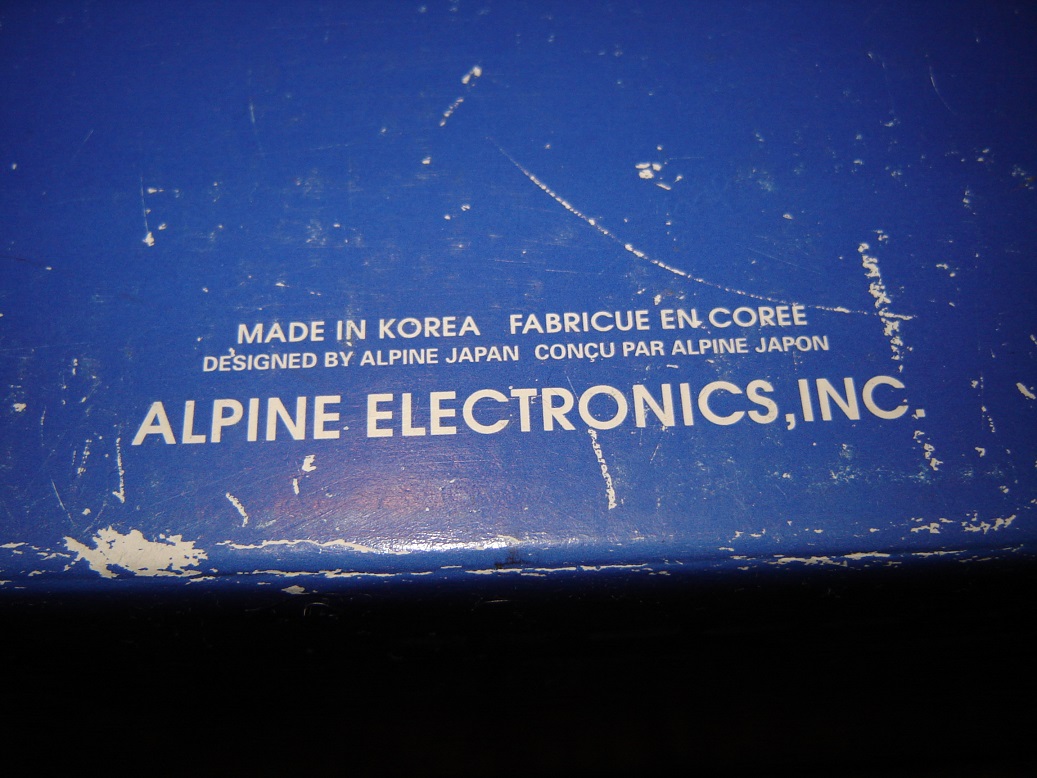 MADE IN KOREA FABRICUE EN COREE
DESIGNED BY ALPINE JAPAN CONÇU PAR ALPINE JAPON
ALPINE ELECTRONICS,INC.